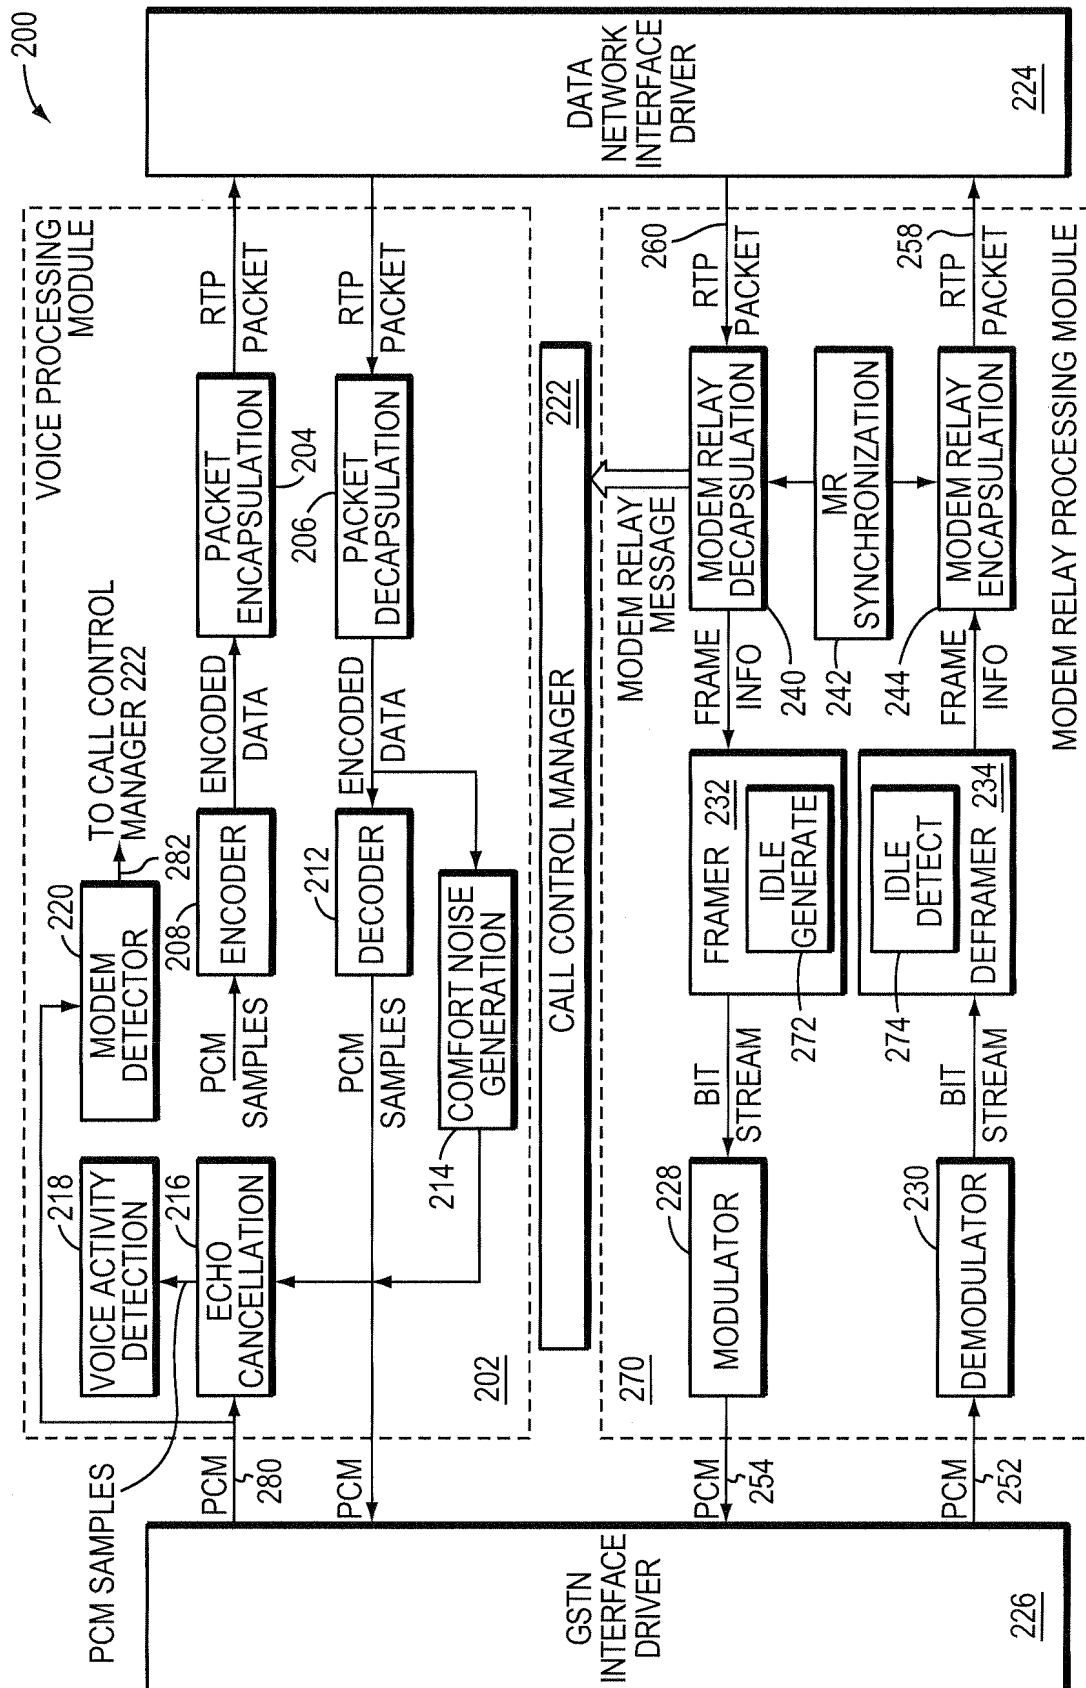 200
VOICE PROCESSING
MODULE
PCM SAMPLES
GSTN
INTERFACE
DRIVER
226
PCM
280
PCM
PCM
254
PCM
252
218
VOICE ACTIVITY
DETECTION
216
ECHO
CANCELLATION
220
MODEM
DETECTOR
282
TO CALL CONTROL
MANAGER 222
PCM
SAMPLES
208
ENCODER
ENCODED
DATA
PACKET
ENCAPSULATION
204
RTP
PACKET
PCM
SAMPLES
212
DECODER
ENCODED
DATA
206
PACKET
DECAPSULATION
RTP
PACKET
214
COMFORT NOISE
GENERATION
202
CALL CONTROL MANAGER
222
DATA
NETWORK
INTERFACE
DRIVER
224
270
MODULATOR
228
BIT
STREAM
FRAMER 232
IDLE
GENERATE
272
FRAME
INFO
MODEM RELAY
MESSAGE
MODEM RELAY
DECAPSULATION
240
RTP
PACKET
260
MR
SYNCHRONIZATION
242
DEMODULATOR
230
BIT
STREAM
IDLE
DETECT
274
DEFRAMER 234
FRAME
INFO
244
MODEM RELAY
ENCAPSULATION
RTP
PACKET
258
MODEM RELAY PROCESSING MODULE